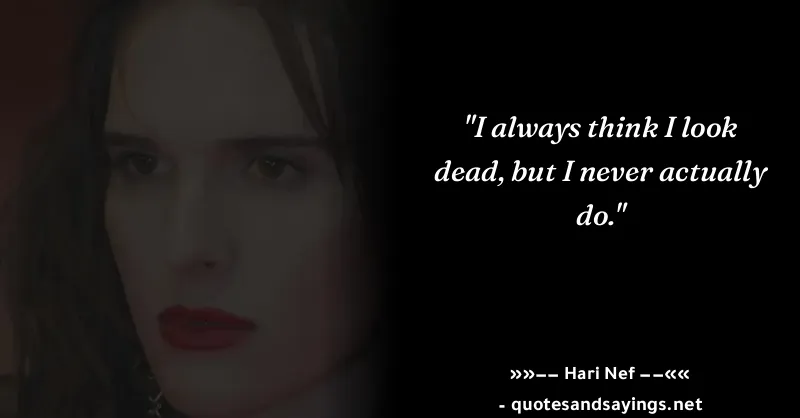 "I always think I look
dead, but I never actually
do."
»»−− Hari Nef −−««
- quotesandsayings.net